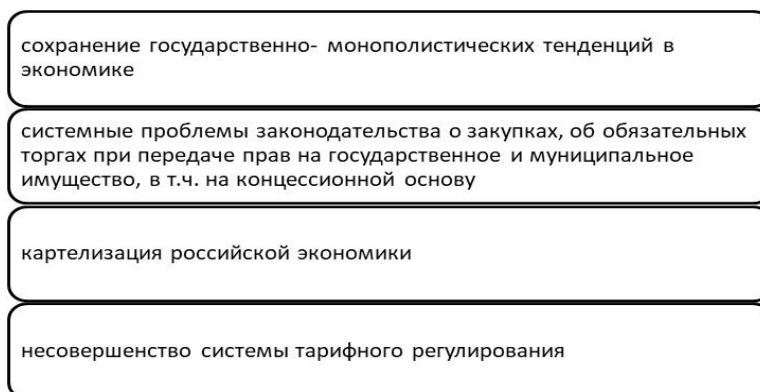 сохранение государственно- монополистических тенденций в
экономике
системные проблемы законодательства о закупках, об обязательных
торгах при передаче прав на государственное и муниципальное
имущество, в т.ч. на концессионной основу
картелизация российской экономики
несовершенство системы тарифного регулирования